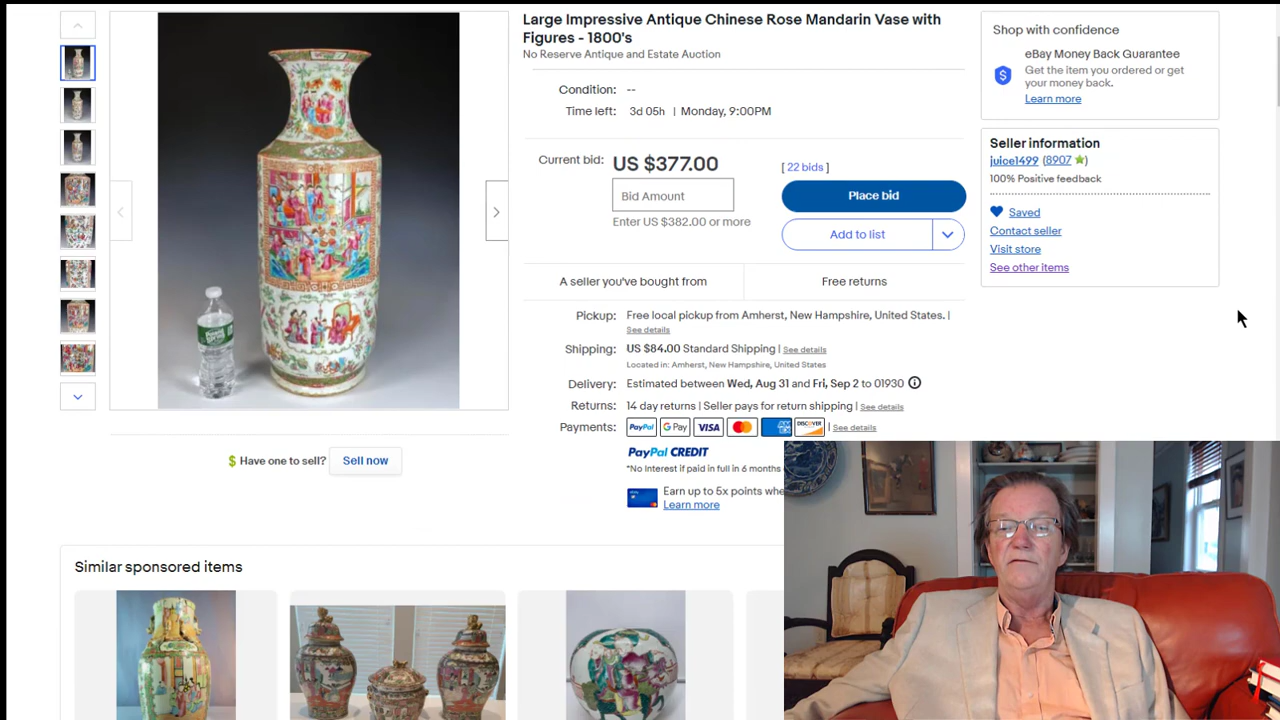 Large Impressive Antique Chinese Rose Mandarin Vase with
Figures - 1800's
No Reserve Antique and Estate Auction
Condition: --
Time left: 3d 05h | Monday, 9:00PM
Current bid: US $377.00 [ 22 bids ]
Bid Amount
Place bid
Enter US $382.00 or more
Add to list
A seller you've bought from
Free returns
Pickup: Free local pickup from Amherst, New Hampshire, United States. |
See details
Shipping: US $84.00 Standard Shipping | See details
Located in: Amherst, New Hampshire, United States
Delivery: Estimated between Wed, Aug 31 and Fri, Sep 2 to 01930
Returns: 14 day returns | Seller pays for return shipping | See details
Payments: PayPal G Pay VISA DISCOVER | See details
PayPal CREDIT
*No Interest if paid in full in 6 months
Earn up to 5x points whe
Learn more
Shop with confidence
eBay Money Back Guarantee
Get the item you ordered or get
your money back.
Learn more
Seller information
juice1499 (8907)
100% Positive feedback
Saved
Contact seller
Visit store
See other items
Have one to sell? Sell now
Similar sponsored items